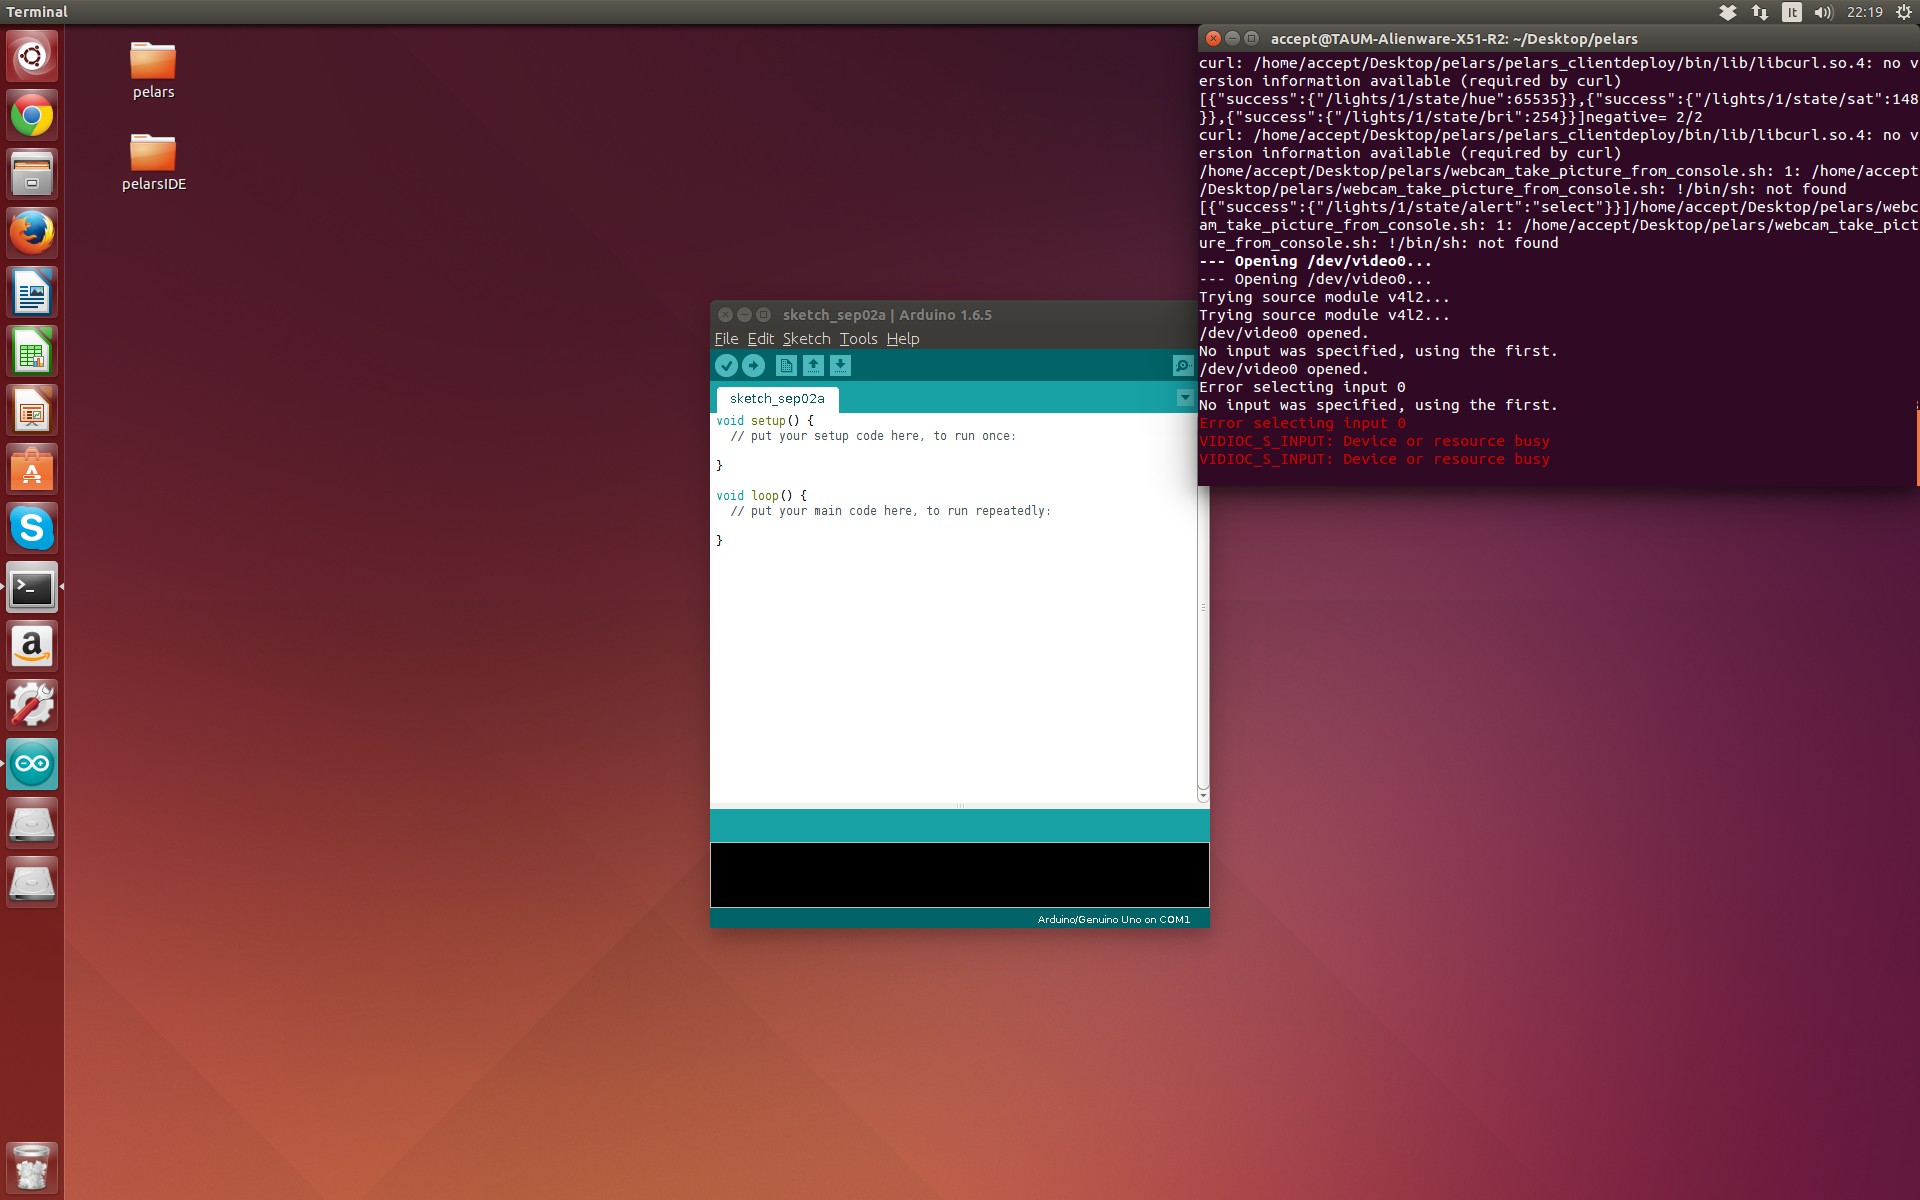 Terminal
It
22:19
pelars
pelarsIDE
accept@TAUM-Alienware-X51-R2: ~/Desktop/pelars
curl: /home/accept/Desktop/pelars/pelars_clientdeploy/bin/lib/libcurl.so.4: no v
ersion information available (required by curl)
[{"success":{"/lights/1/state/hue":65535}},{"success":{"/lights/1/state/sat":148
}},{"success":{"/lights/1/state/bri":254}}]negative= 2/2
curl: /home/accept/Desktop/pelars/pelars_clientdeploy/bin/lib/libcurl.so.4: no v
ersion information available (required by curl)
/home/accept/Desktop/pelars/webcam_take_picture_from_console.sh: 1: /home/accept
/Desktop/pelars/webcam_take_picture_from_console.sh: !/bin/sh: not found
[{"success":{"/lights/1/state/alert":"select"}}]/home/accept/Desktop/pelars/webc
am_take_picture_from_console.sh: 1: /home/accept/Desktop/pelars/webcam_take_pict
ure_from_console.sh: !/bin/sh: not found
--- Opening /dev/video0...
--- Opening /dev/video0...
Trying source module v4l2...
Trying source module v4l2...
/dev/video0 opened.
No input was specified, using the first.
/dev/video0 opened.
Error selecting input 0
No input was specified, using the first.
Error selecting input 0
VIDIOC_S_INPUT: Device or resource busy
VIDIOC_S_INPUT: Device or resource busy
sketch_sep02a | Arduino 1.6.5
File Edit Sketch Tools Help
sketch_sep02a
void setup() {
  // put your setup code here, to run once:
}
void loop() {
  // put your main code here, to run repeatedly:
}
Arduino/Genuino Uno on COM1